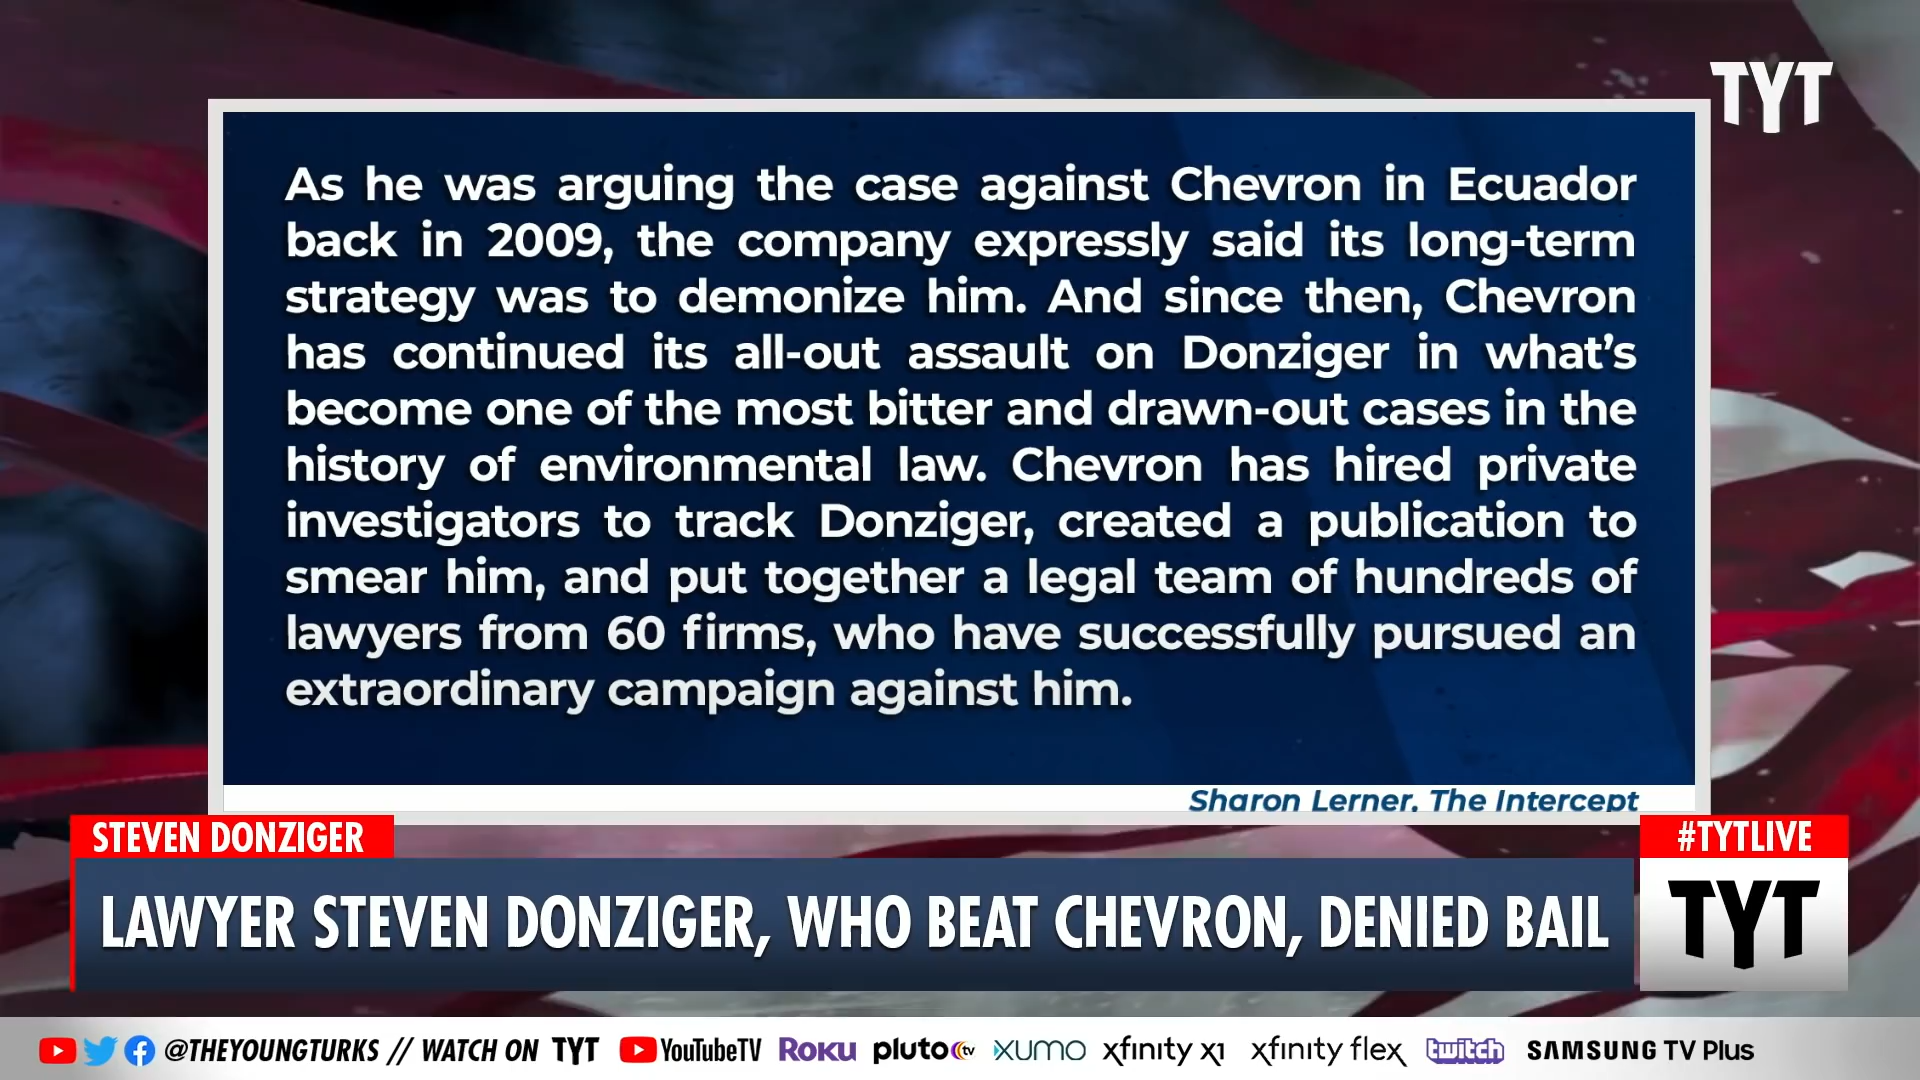 TYT
As he was arguing the case against Chevron in Ecuador
back in 2009, the company expressly said its long-term
strategy was to demonize him. And since then, Chevron
has continued its all-out assault on Donziger in what's
become one of the most bitter and drawn-out cases in the
history of environmental law. Chevron has hired private
investigators to track Donziger, created a publication to
smear him, and put together a legal team of hundreds of
lawyers from 60 firms, who have successfully pursued an
extraordinary campaign against him.
Sharon Lerner, The Intercept
STEVEN DONZIGER
#TYTLIVE
LAWYER STEVEN DONZIGER, WHO BEAT CHEVRON, DENIED BAIL
TYT
@THEYOUNGTURKS // WATCH ON TYT YouTubeTV ROKU pluto tv XUMO xfinity x1 xfinity flex twitch SAMSUNG TV Plus